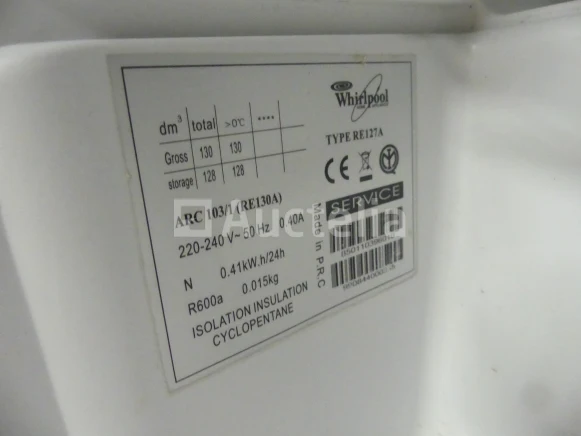 Whirlpool
TYPE RE127A
dm³ total >0°C ****
Gross 130 130
storage 128 128
ARC 103/1 (RE130A)
220-240 V~ 50 Hz 0.40A
N 0.41kW.h/24h
R600a 0.015kg
ISOLATION INSULATION
CYCLOPENTANE
Made in P.R.C
SERVICE
Auctelia